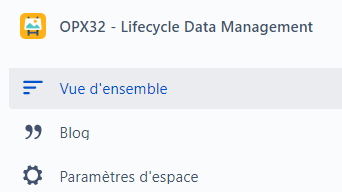 OPX32 - Lifecycle Data Management
Vue d'ensemble
Blog
Paramètres d'espace